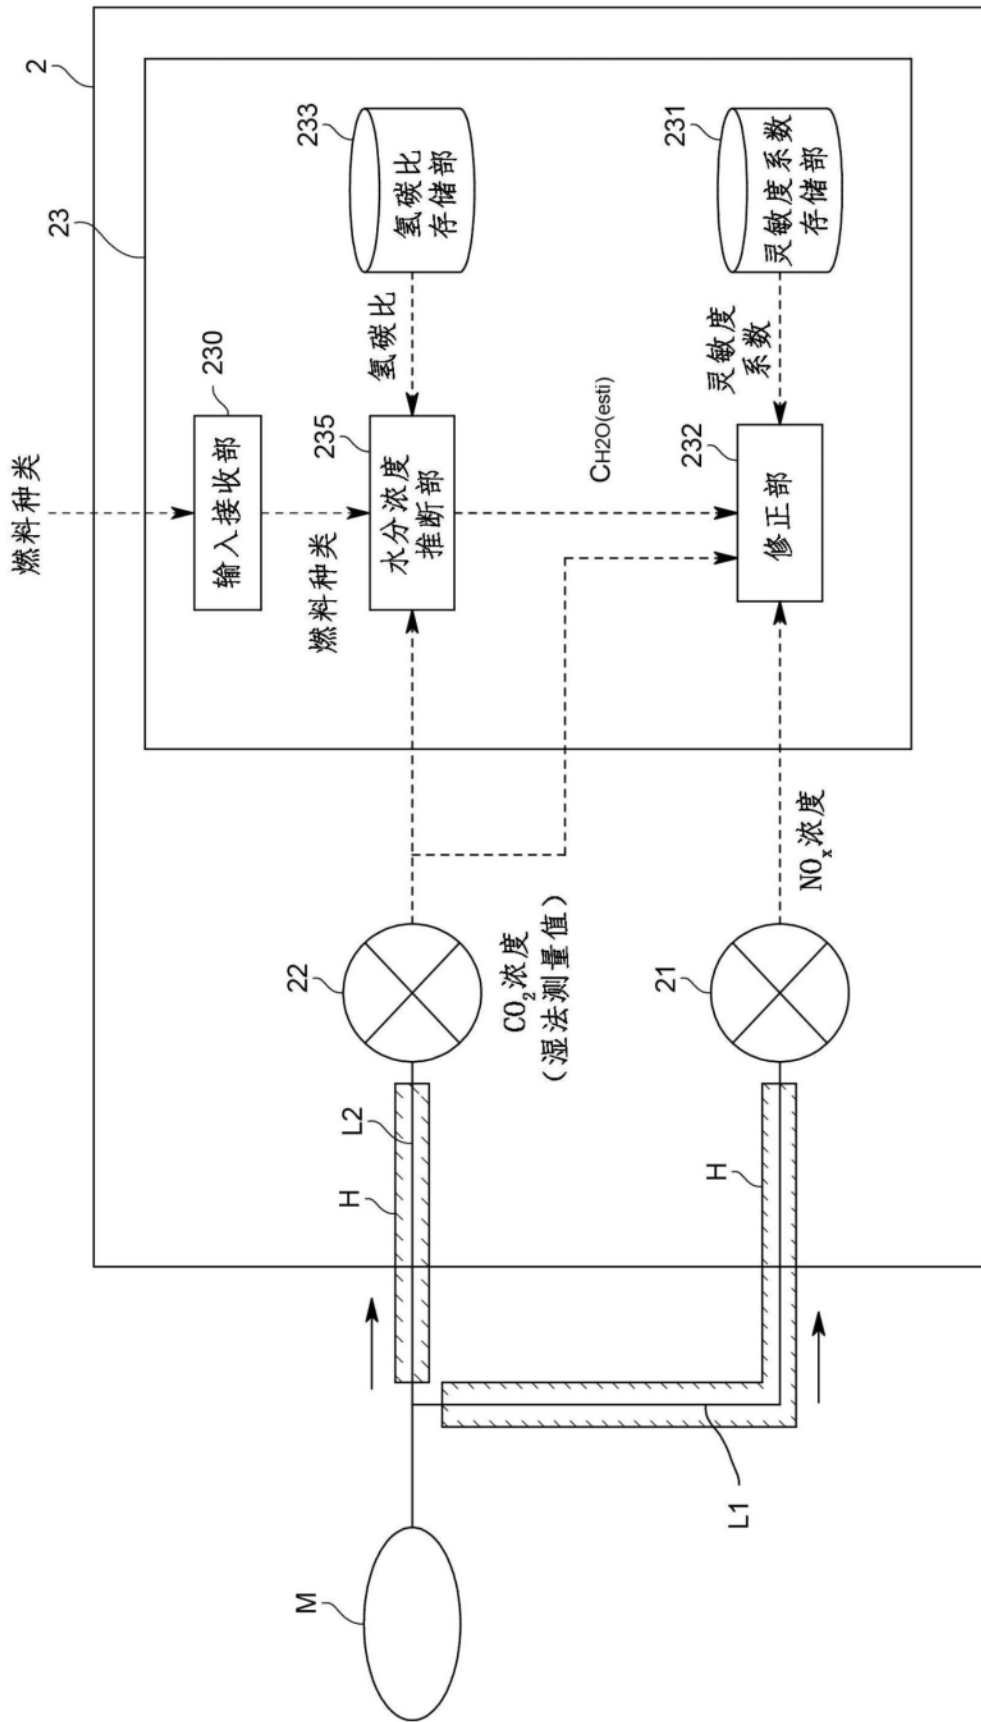 2
23
燃料种类
230
输入接收部
燃料种类
233
氢碳比
存储部
氢碳比
235
水分浓度
推断部
22
CO₂浓度
(湿法测量值)
L2
H
M
CH2O(esti)
231
灵敏度系数
存储部
灵敏度
系数
232
修正部
NOₓ浓度
21
H
L1